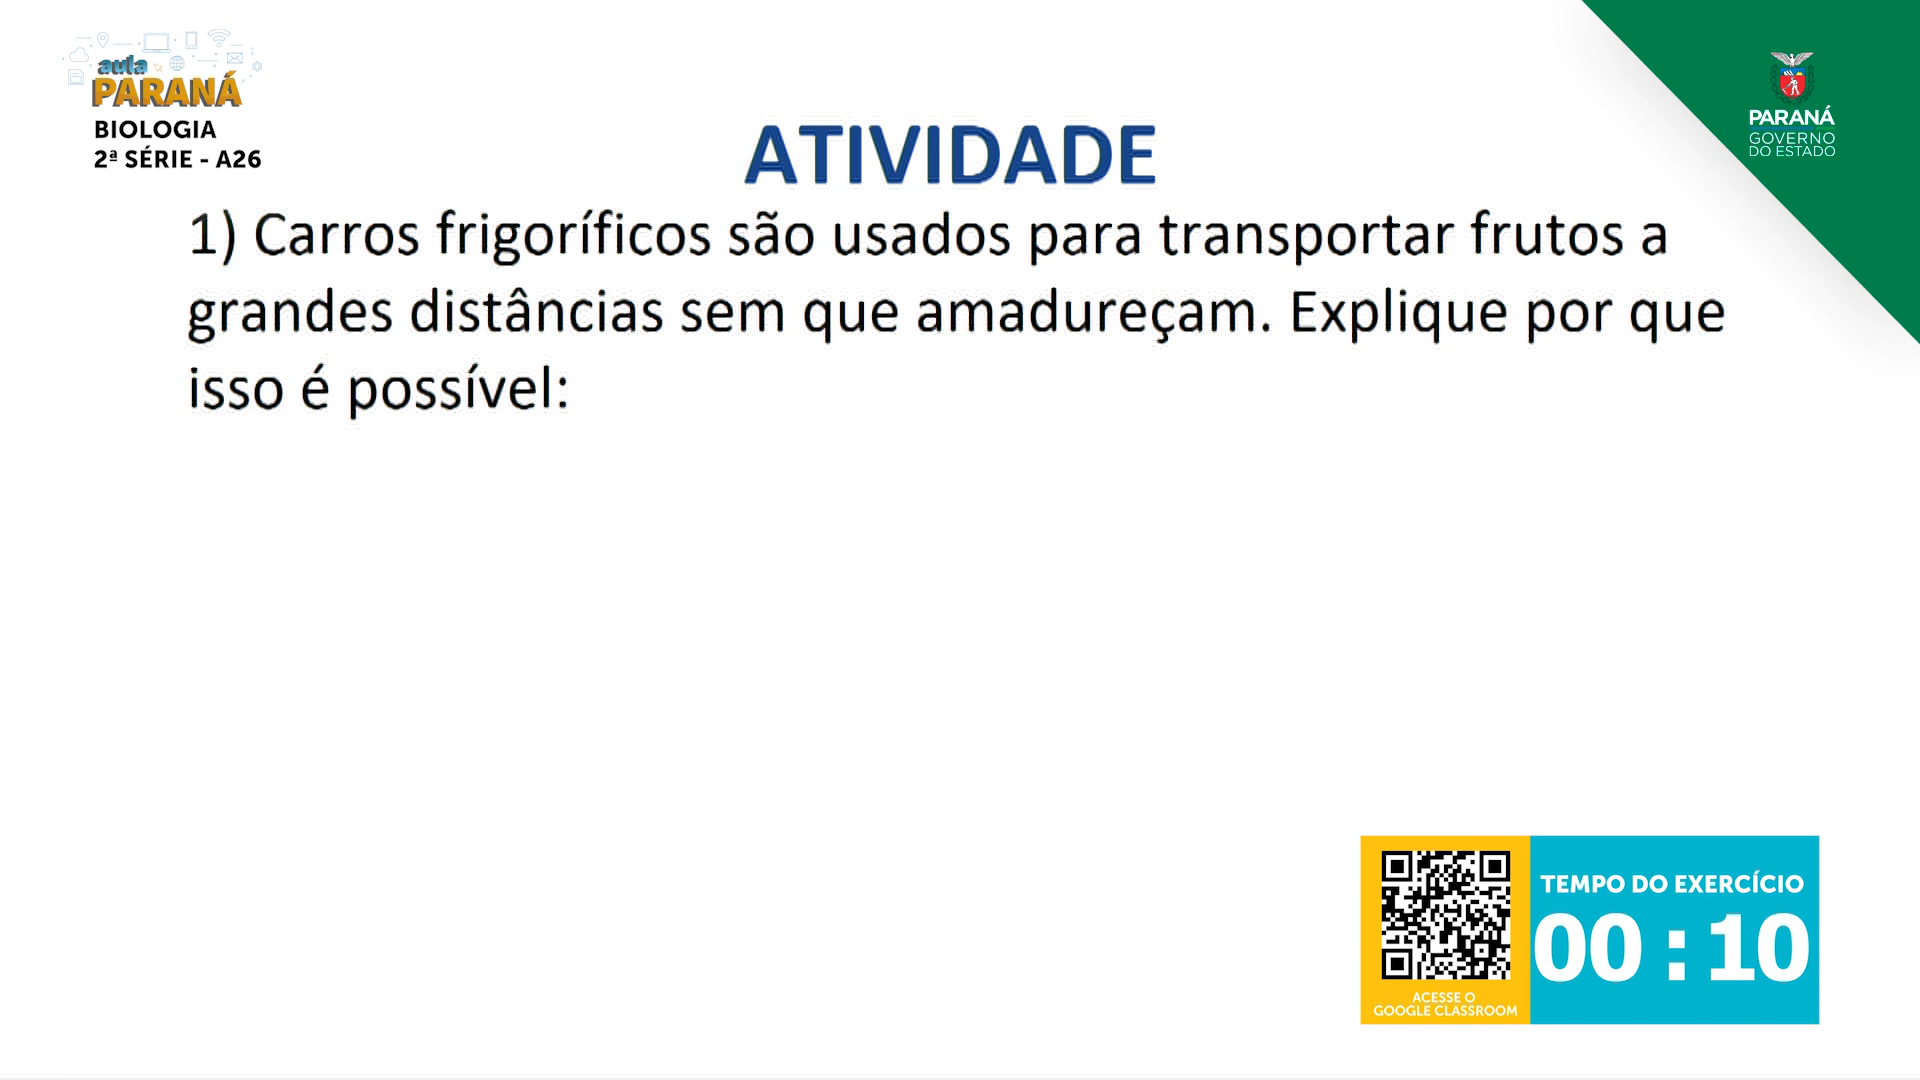 aula
PARANÁ
BIOLOGIA
2ª SÉRIE - A26
PARANÁ
GOVERNO
DO ESTADO
ATIVIDADE
1) Carros frigoríficos são usados para transportar frutos a
grandes distâncias sem que amadureçam. Explique por que
isso é possível:
TEMPO DO EXERCÍCIO
00 : 10
ACESSE O
GOOGLE CLASSROOM